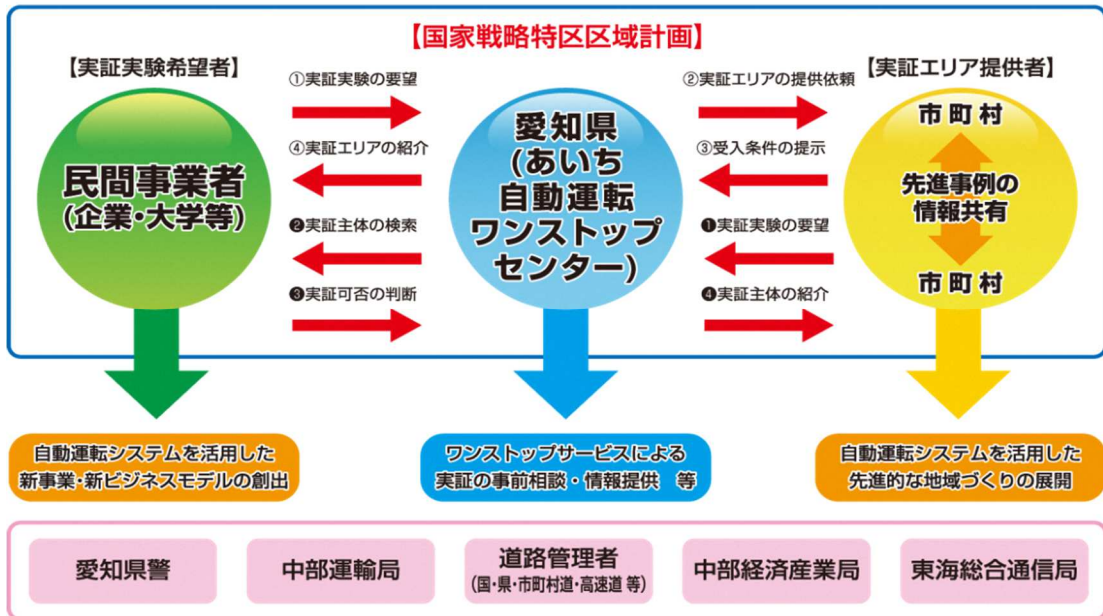 【国家戦略特区区域計画】
【実証実験希望者】
民間事業者
(企業・大学等)
①実証実験の要望
④実証エリアの紹介
❷実証主体の検索
❸実証可否の判断
愛知県
(あいち
自動運転
ワンストップ
センター)
②実証エリアの提供依頼
③受入条件の提示
❶実証実験の要望
❹実証主体の紹介
【実証エリア提供者】
市町村
先進事例の
情報共有
市町村
自動運転システムを活用した
新事業・新ビジネスモデルの創出
ワンストップサービスによる
実証の事前相談・情報提供 等
自動運転システムを活用した
先進的な地域づくりの展開
愛知県警
中部運輸局
道路管理者
(国・県・市町村道・高速道 等)
中部経済産業局
東海総合通信局